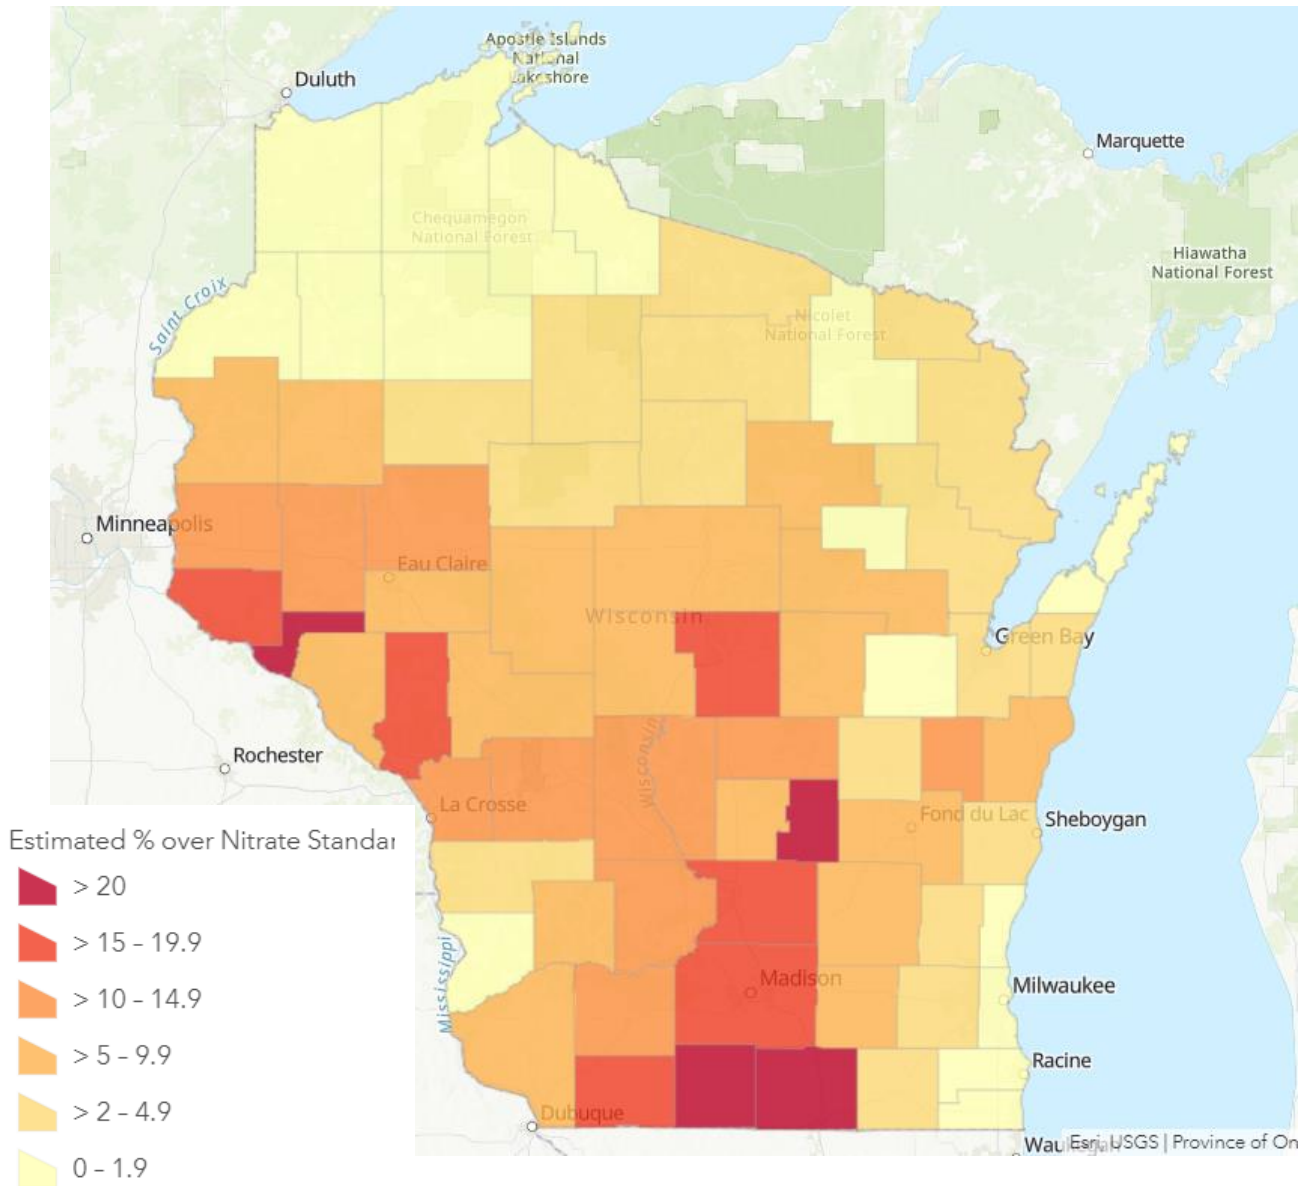 Apostle Islands
National
Lakeshore
Duluth
Marquette
Chequamegon
National Forest
Hiawatha
National Forest
Saint Croix
Nicolet
National Forest
Minneapolis
Eau Claire
Wisconsin
Green Bay
Rochester
Wisconsin
La Crosse
Fond du Lac
Sheboygan
Estimated % over Nitrate Standar
> 20
> 15 - 19.9
> 10 - 14.9
> 5 - 9.9
> 2 - 4.9
0 - 1.9
Mississippi
Madison
Milwaukee
Racine
Dubuque
Esri, USGS | Province of On